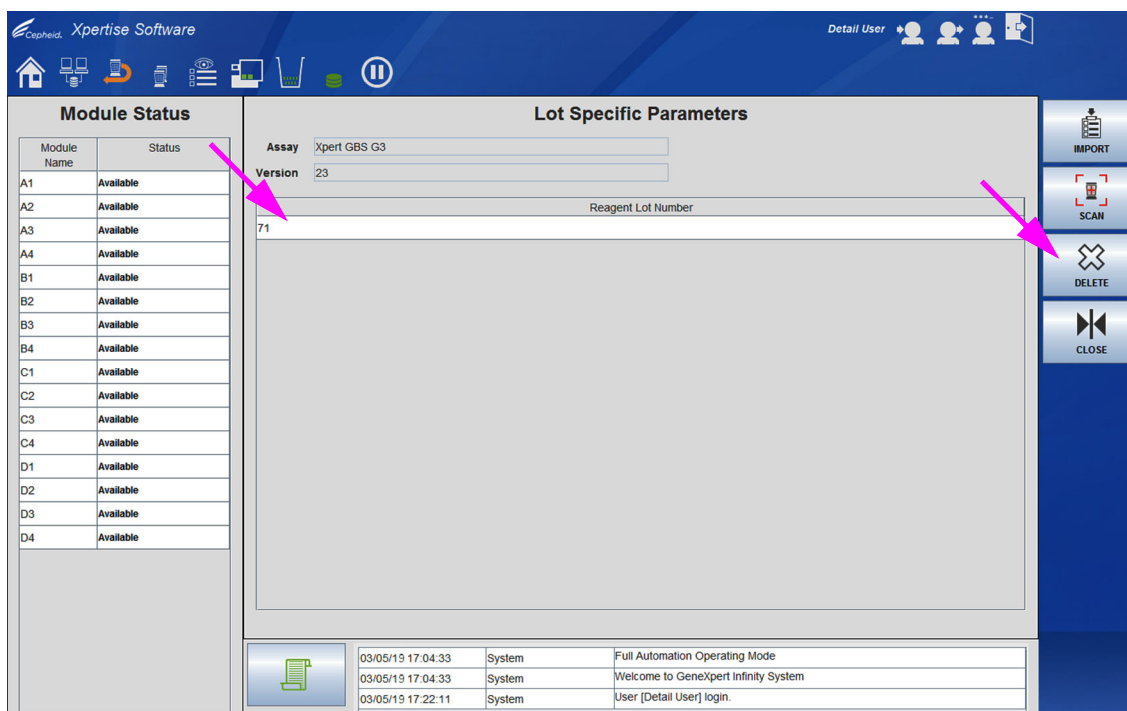 Cepheid. Xpertise Software
Detail User
Module Status
Module Name Status
A1 Available
A2 Available
A3 Available
A4 Available
B1 Available
B2 Available
B3 Available
B4 Available
C1 Available
C2 Available
C3 Available
C4 Available
D1 Available
D2 Available
D3 Available
D4 Available
Lot Specific Parameters
Assay Xpert GBS G3
Version 23
Reagent Lot Number
71
03/05/19 17:04:33 System Full Automation Operating Mode
03/05/19 17:04:33 System Welcome to GeneXpert Infinity System
03/05/19 17:22:11 System User [Detail User] login.
IMPORT
SCAN
DELETE
CLOSE